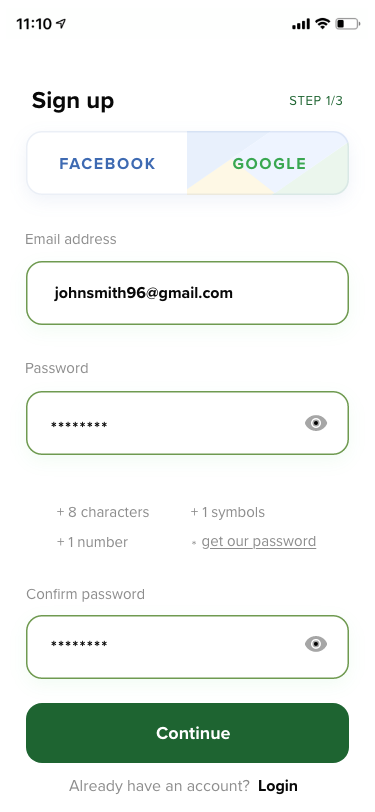 11:10
Sign up
STEP 1/3
FACEBOOK GOOGLE
Email address
johnsmith96@gmail.com
Password
********
+ 8 characters + 1 symbols
+ 1 number * get our password
Confirm password
********
Continue
Already have an account? Login